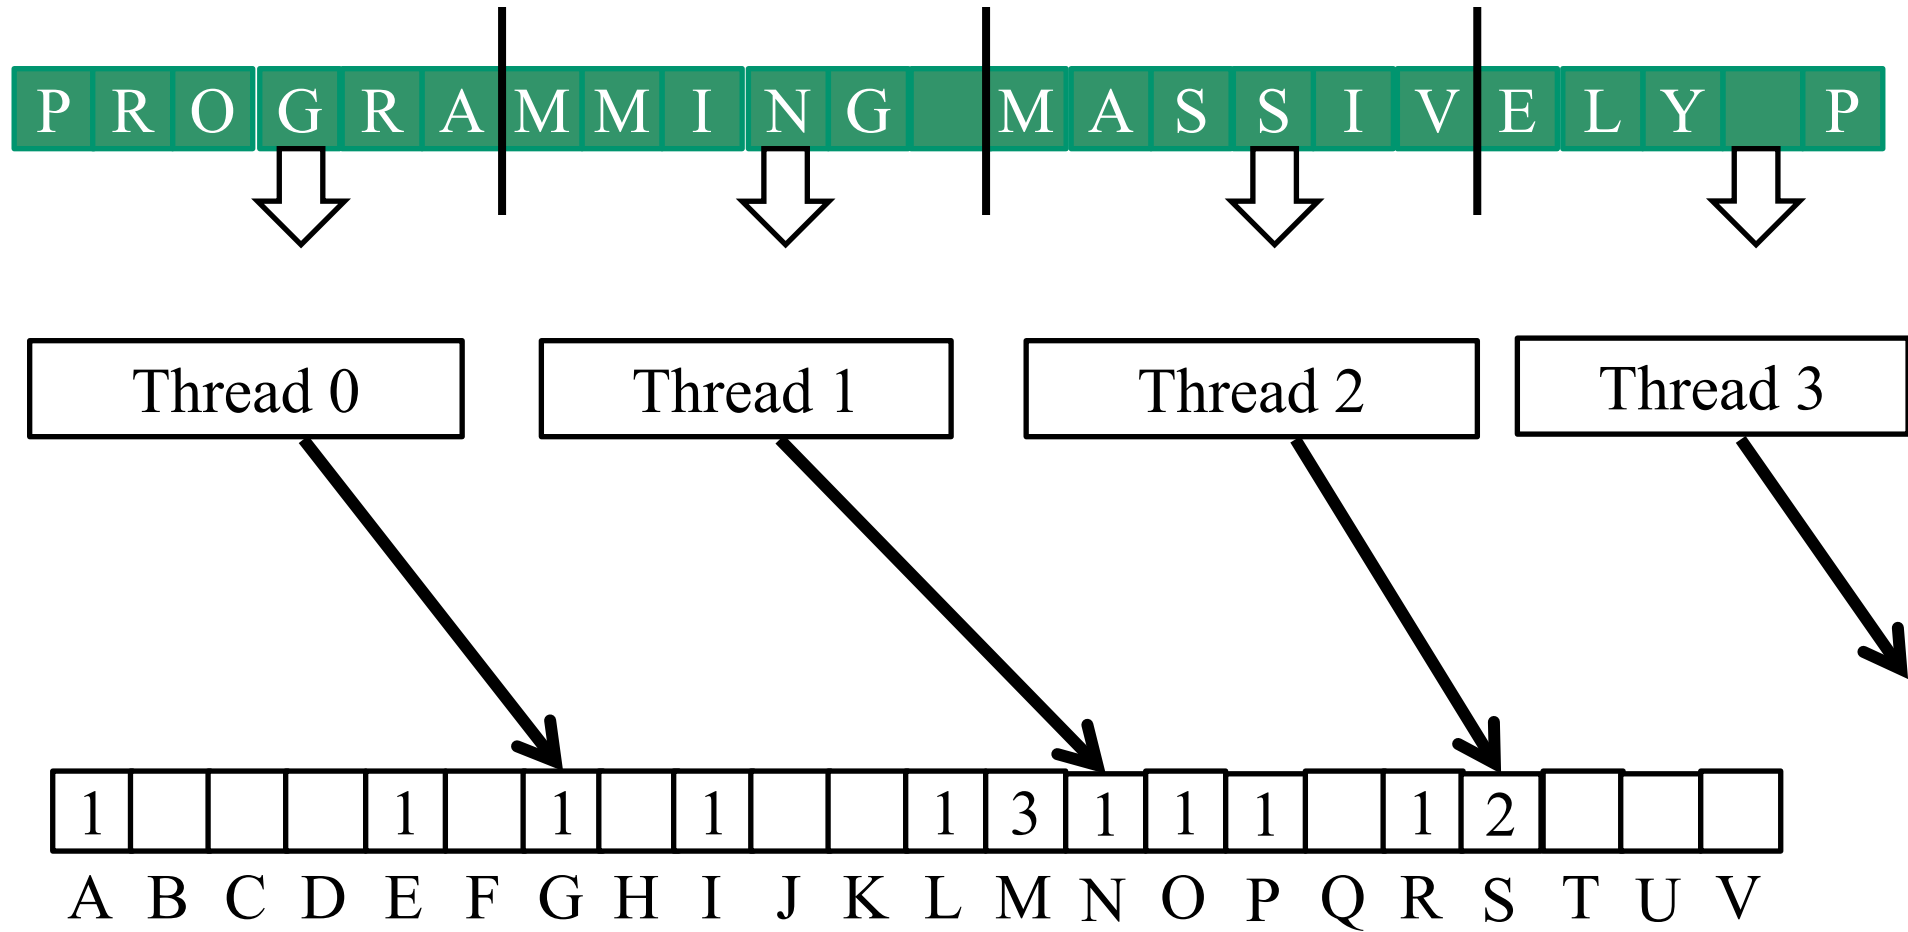 P R O G R A M M I N G M A S S I V E L Y P
Thread 0 Thread 1 Thread 2 Thread 3
1 1 1 1 1 3 1 1 1 1 2
A B C D E F G H I J K L M N O P Q R S T U V